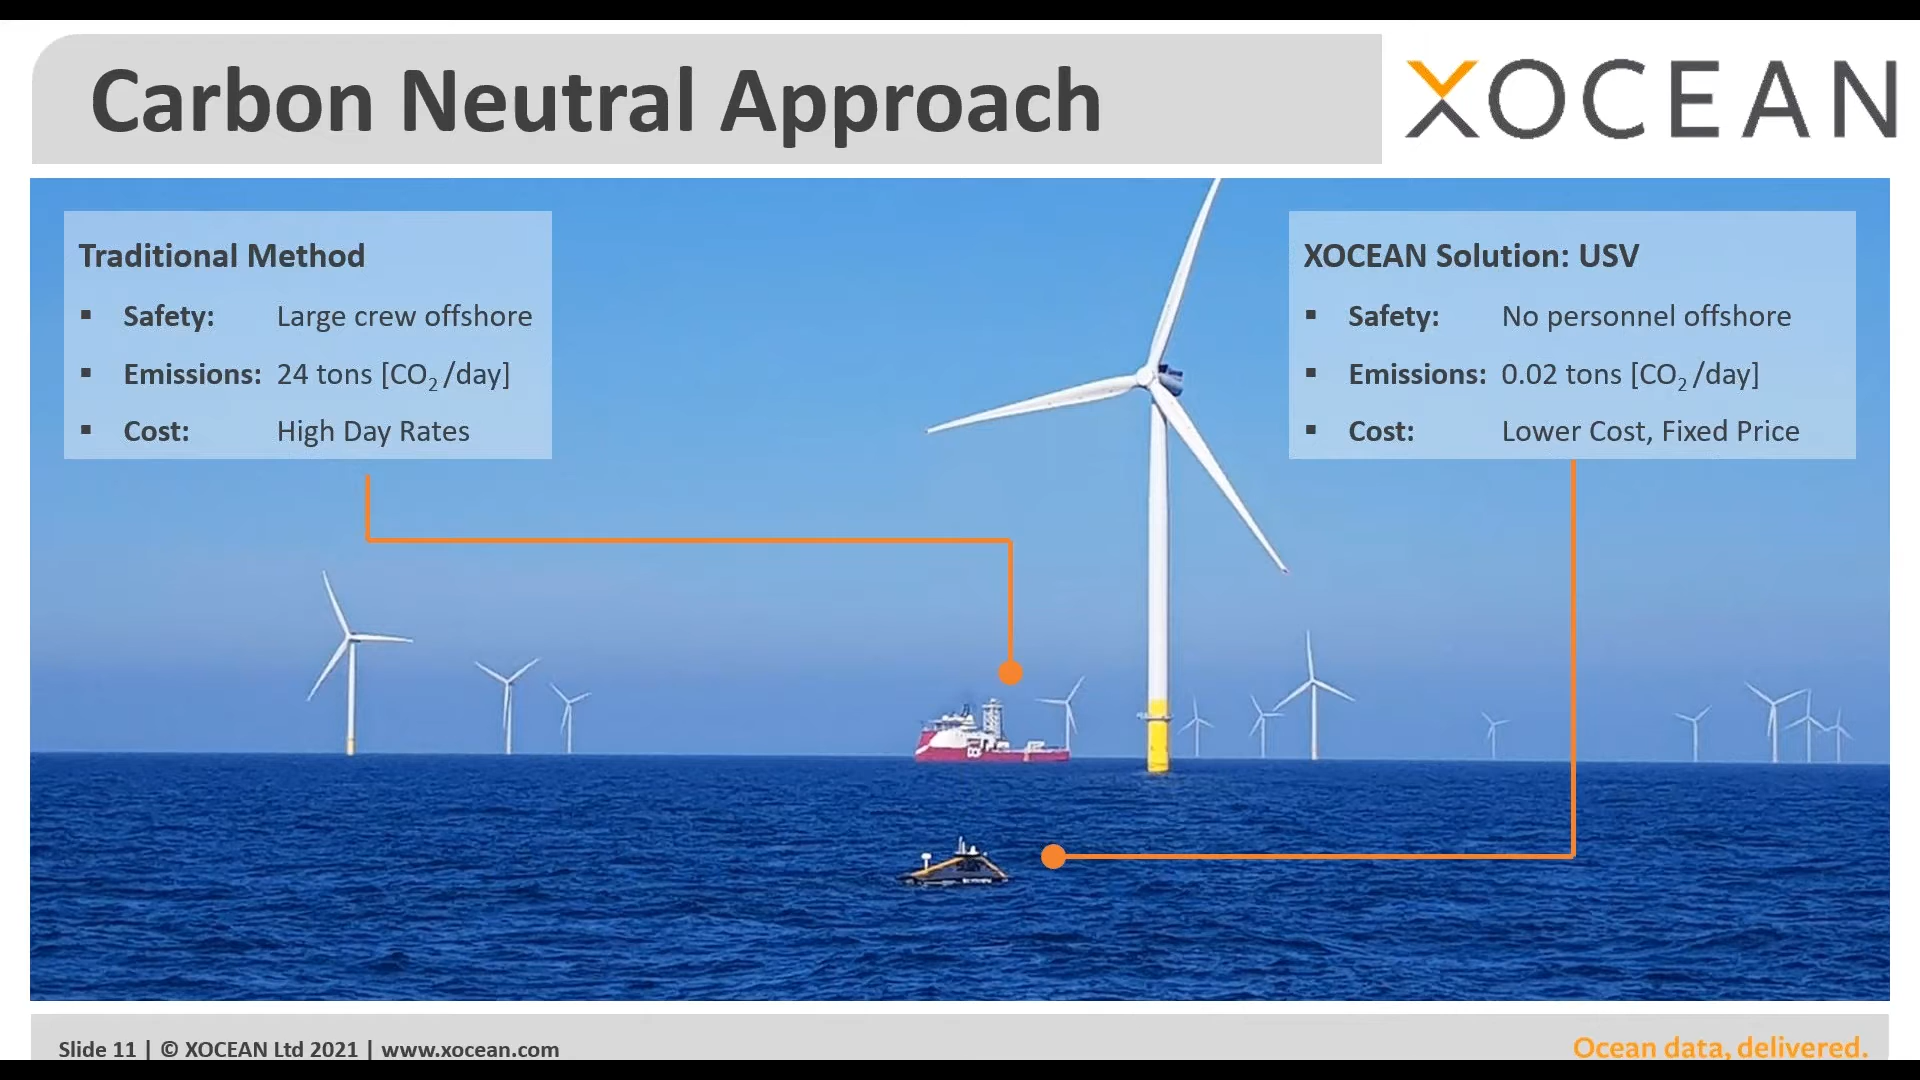 Carbon Neutral Approach
XOCEAN
Traditional Method
▪ Safety: Large crew offshore
▪ Emissions: 24 tons [CO₂/day]
▪ Cost: High Day Rates
XOCEAN Solution: USV
▪ Safety: No personnel offshore
▪ Emissions: 0.02 tons [CO₂/day]
▪ Cost: Lower Cost, Fixed Price
Slide 11 | © XOCEAN Ltd 2021 | www.xocean.com
Ocean data, delivered.